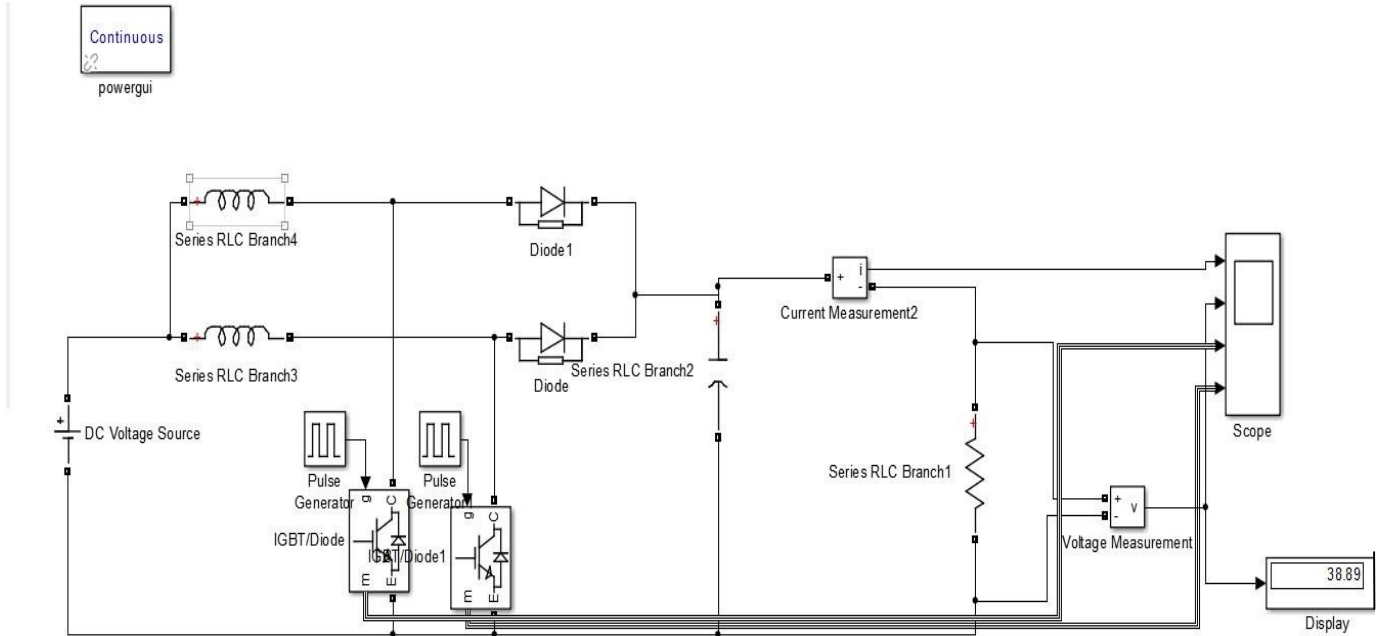 Continuous
powergui
Series RLC Branch4
Diode1
i
+
-
Current Measurement2
Series RLC Branch3
Diode
Series RLC Branch2
+
DC Voltage Source
Scope
Pulse
Generator
Pulse
Generator1
Series RLC Branch1
g
C
m
E
IGBT/Diode
g
C
m
E
IGBT/Diode1
+
-
v
Voltage Measurement
38.89
Display